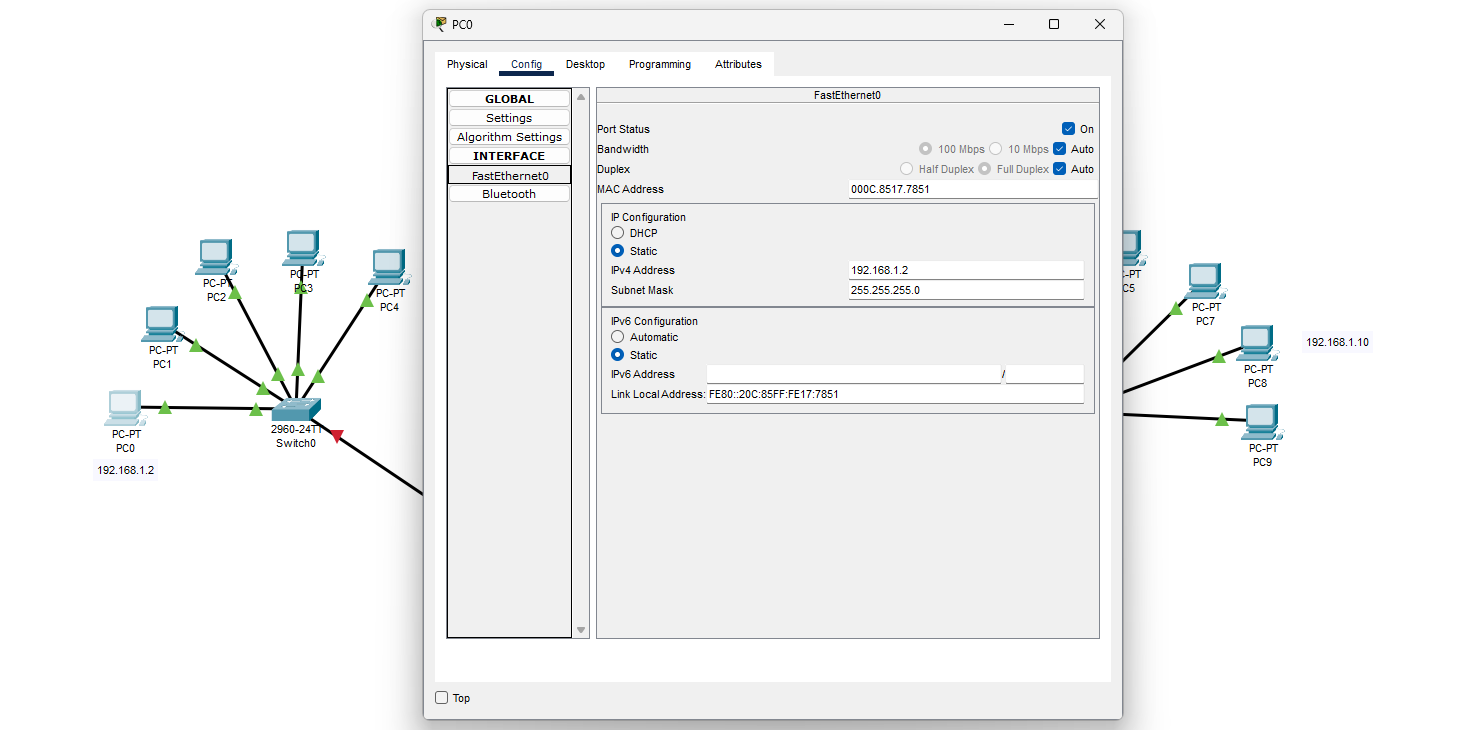 PC0
Physical Config Desktop Programming Attributes
GLOBAL
Settings
Algorithm Settings
INTERFACE
FastEthernet0
Bluetooth
FastEthernet0
Port Status On
Bandwidth 100 Mbps 10 Mbps Auto
Duplex Half Duplex Full Duplex Auto
MAC Address 000C.8517.7851
IP Configuration
DHCP
Static
IPv4 Address 192.168.1.2
Subnet Mask 255.255.255.0
IPv6 Configuration
Automatic
Static
IPv6 Address /
Link Local Address: FE80::20C:85FF:FE17:7851
Top
PC-PT
PC2
PC-PT
PC3
PC-PT
PC4
PC-PT
PC1
PC-PT
PC0
192.168.1.2
2960-24TT
Switch0
-PT
C5
PC-PT
PC7
PC-PT
PC8
192.168.1.10
PC-PT
PC9